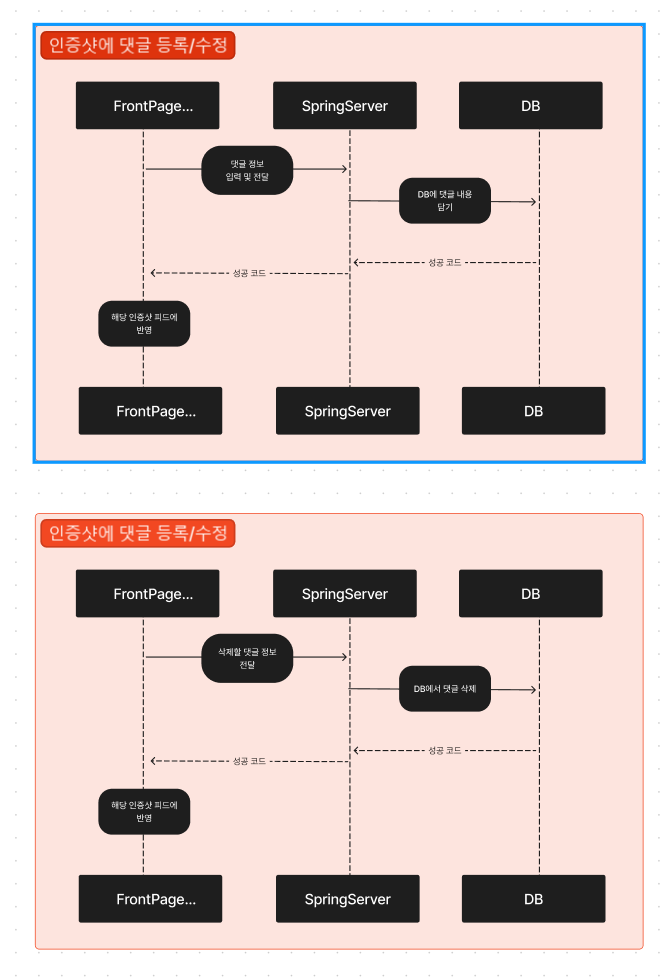 인증샷에 댓글 등록/수정
FrontPage...
SpringServer
DB
댓글 정보
입력 및 전달
DB에 댓글 내용
담기
성공 코드
성공 코드
해당 인증샷 피드에
반영
FrontPage...
SpringServer
DB
인증샷에 댓글 등록/수정
FrontPage...
SpringServer
DB
삭제할 댓글 정보
전달
DB에서 댓글 삭제
성공 코드
성공 코드
해당 인증샷 피드에
반영
FrontPage...
SpringServer
DB